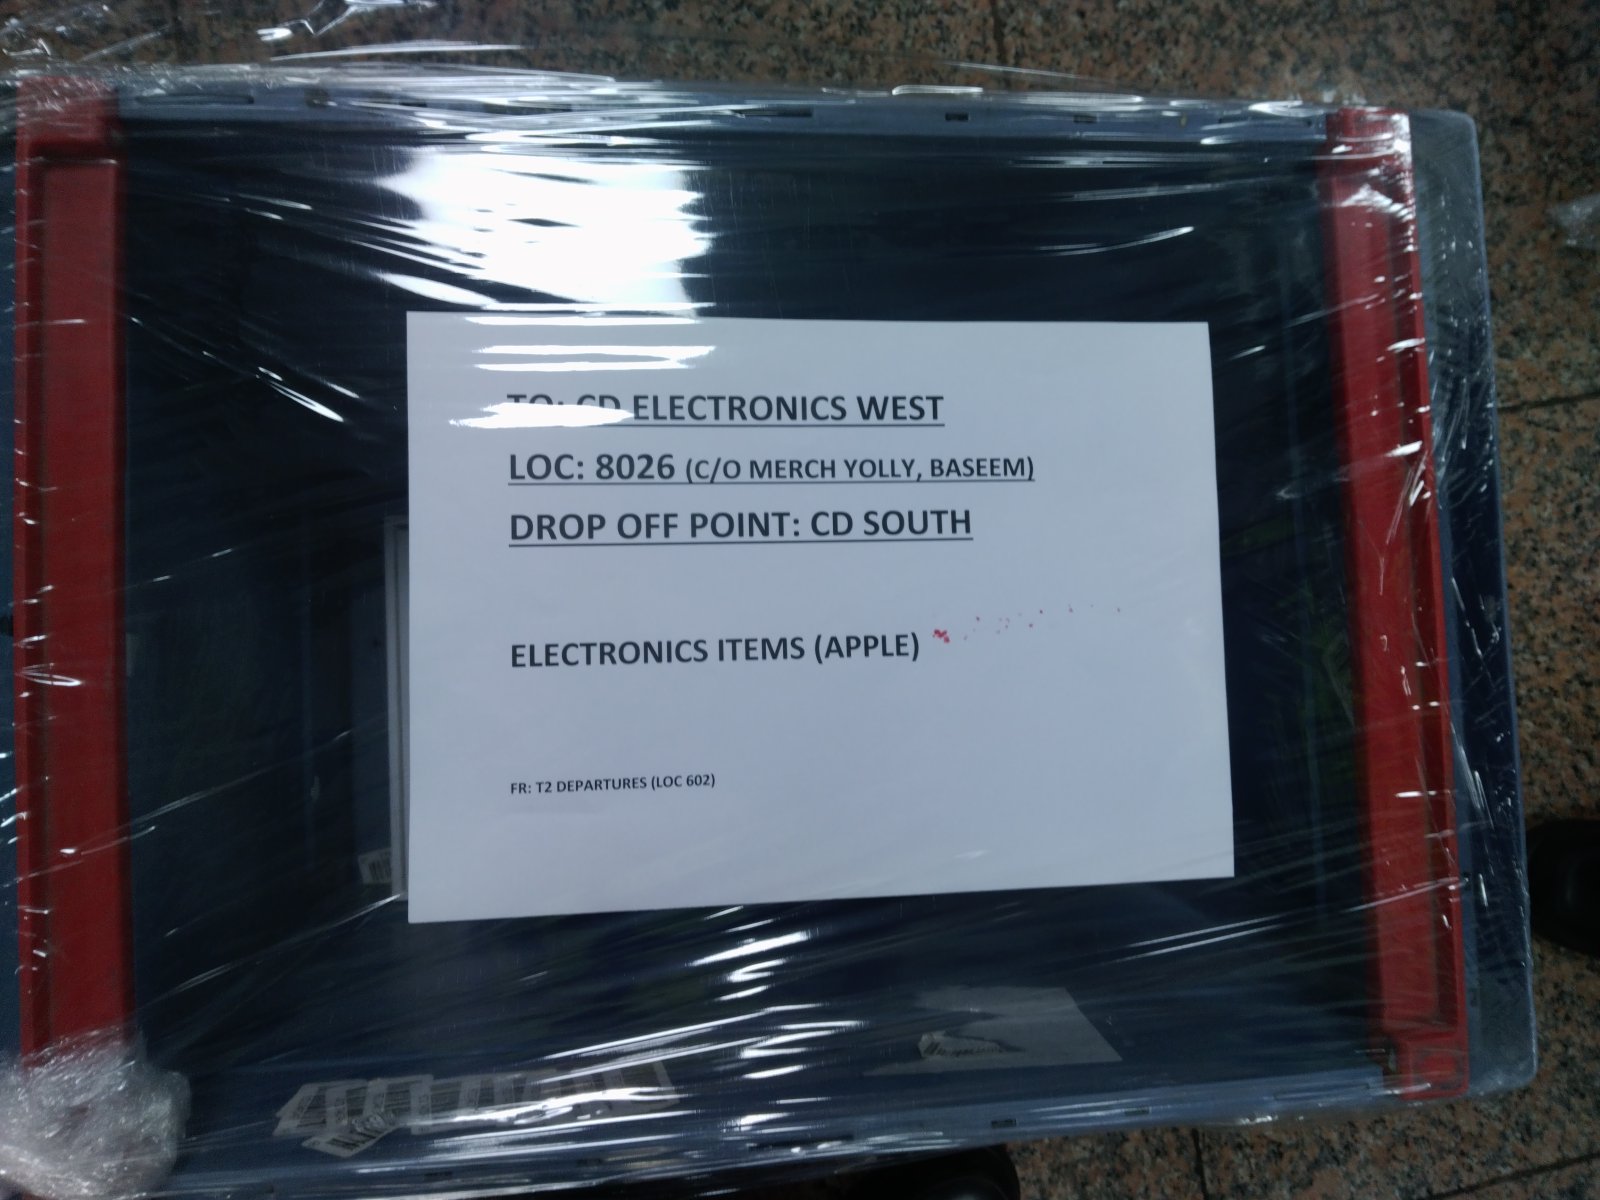 TO: CD ELECTRONICS WEST
LOC: 8026 (C/O MERCH YOLLY, BASEEM)
DROP OFF POINT: CD SOUTH
ELECTRONICS ITEMS (APPLE)
FR: T2 DEPARTURES (LOC 602)